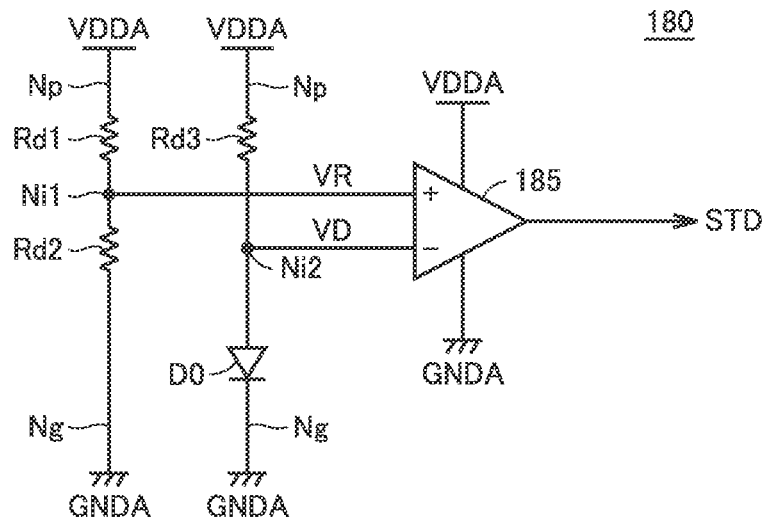 180
VDDA VDDA
Np Np VDDA
Rd1 Rd3
Ni1 VR + 185
Rd2 VD − STD
Ni2
D0 GNDA
Ng Ng
GNDA GNDA